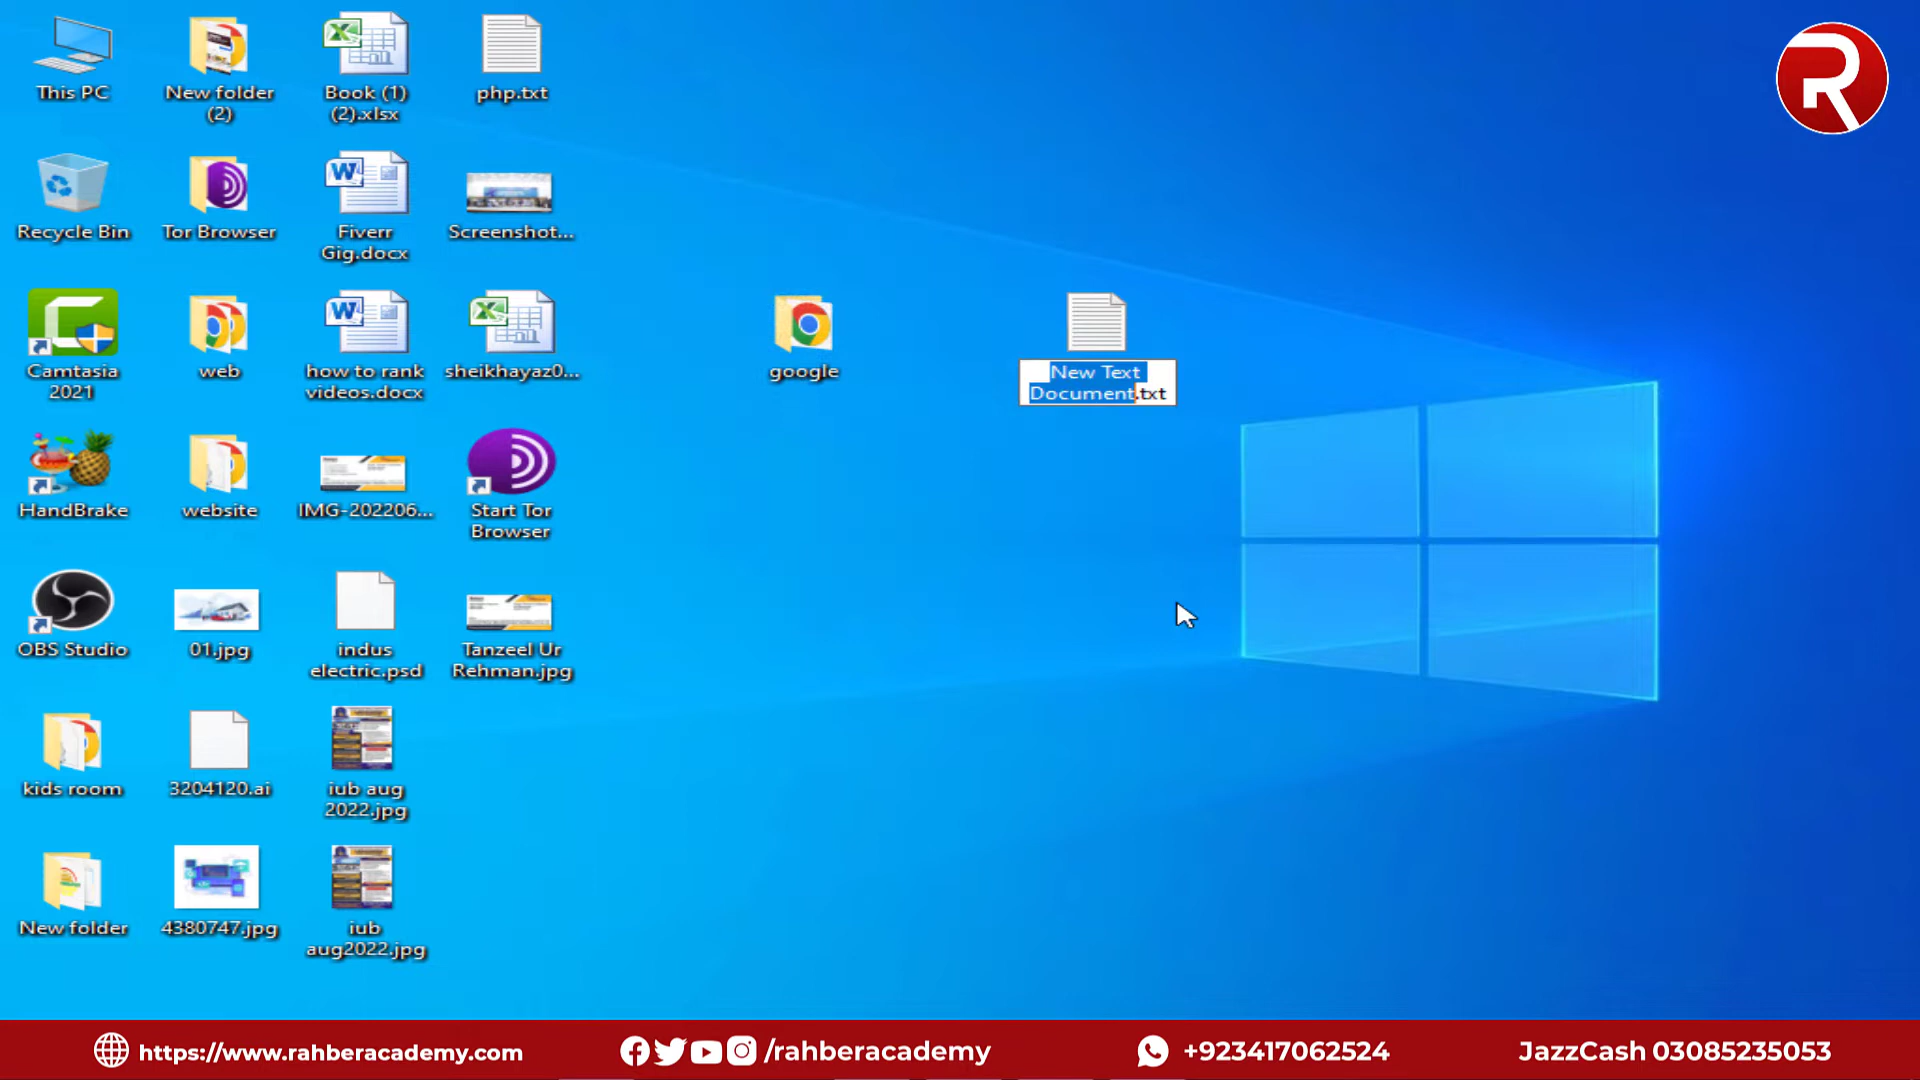 This PC
New folder
(2)
Book (1)
(2).xlsx
php.txt
Recycle Bin
Tor Browser
Fiverr
Gig.docx
Screenshot...
Camtasia
2021
web
how to rank
videos.docx
sheikhayaz0...
google
New Text
Document.txt
HandBrake
website
IMG-202206...
Start Tor
Browser
OBS Studio
01.jpg
indus
electric.psd
Tanzeel Ur
Rehman.jpg
kids room
3204120.ai
iub aug
2022.jpg
New folder
4380747.jpg
iub
aug2022.jpg
R
https://www.rahberacademy.com
/rahberacademy
+923417062524
JazzCash 03085235053